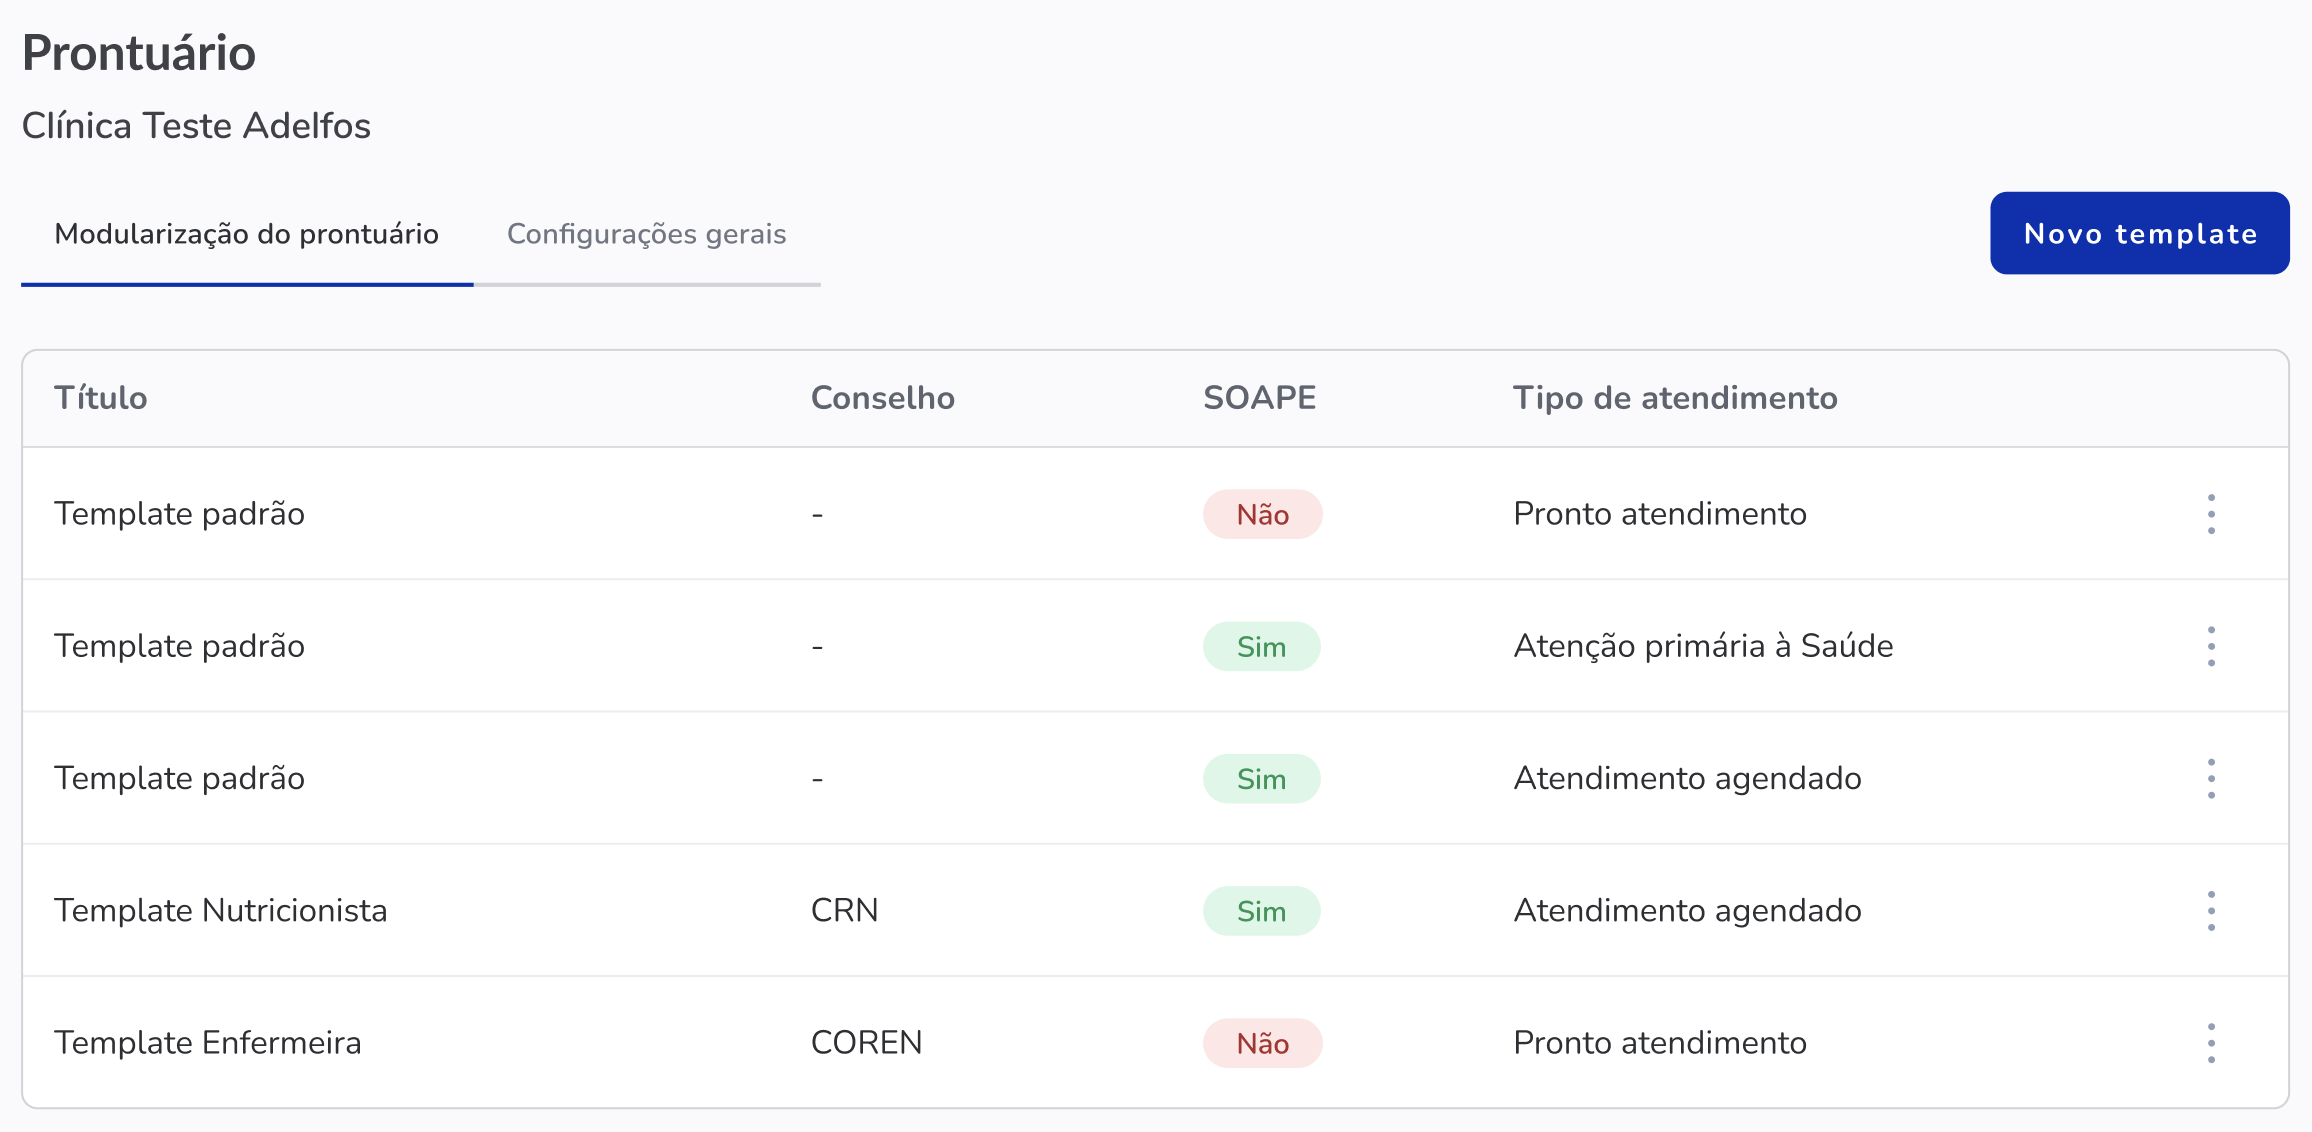 Prontuário
Clínica Teste Adelfos
Modularização do prontuário Configurações gerais Novo template
Título Conselho SOAPE Tipo de atendimento
Template padrão - Não Pronto atendimento
Template padrão - Sim Atenção primária à Saúde
Template padrão - Sim Atendimento agendado
Template Nutricionista CRN Sim Atendimento agendado
Template Enfermeira COREN Não Pronto atendimento